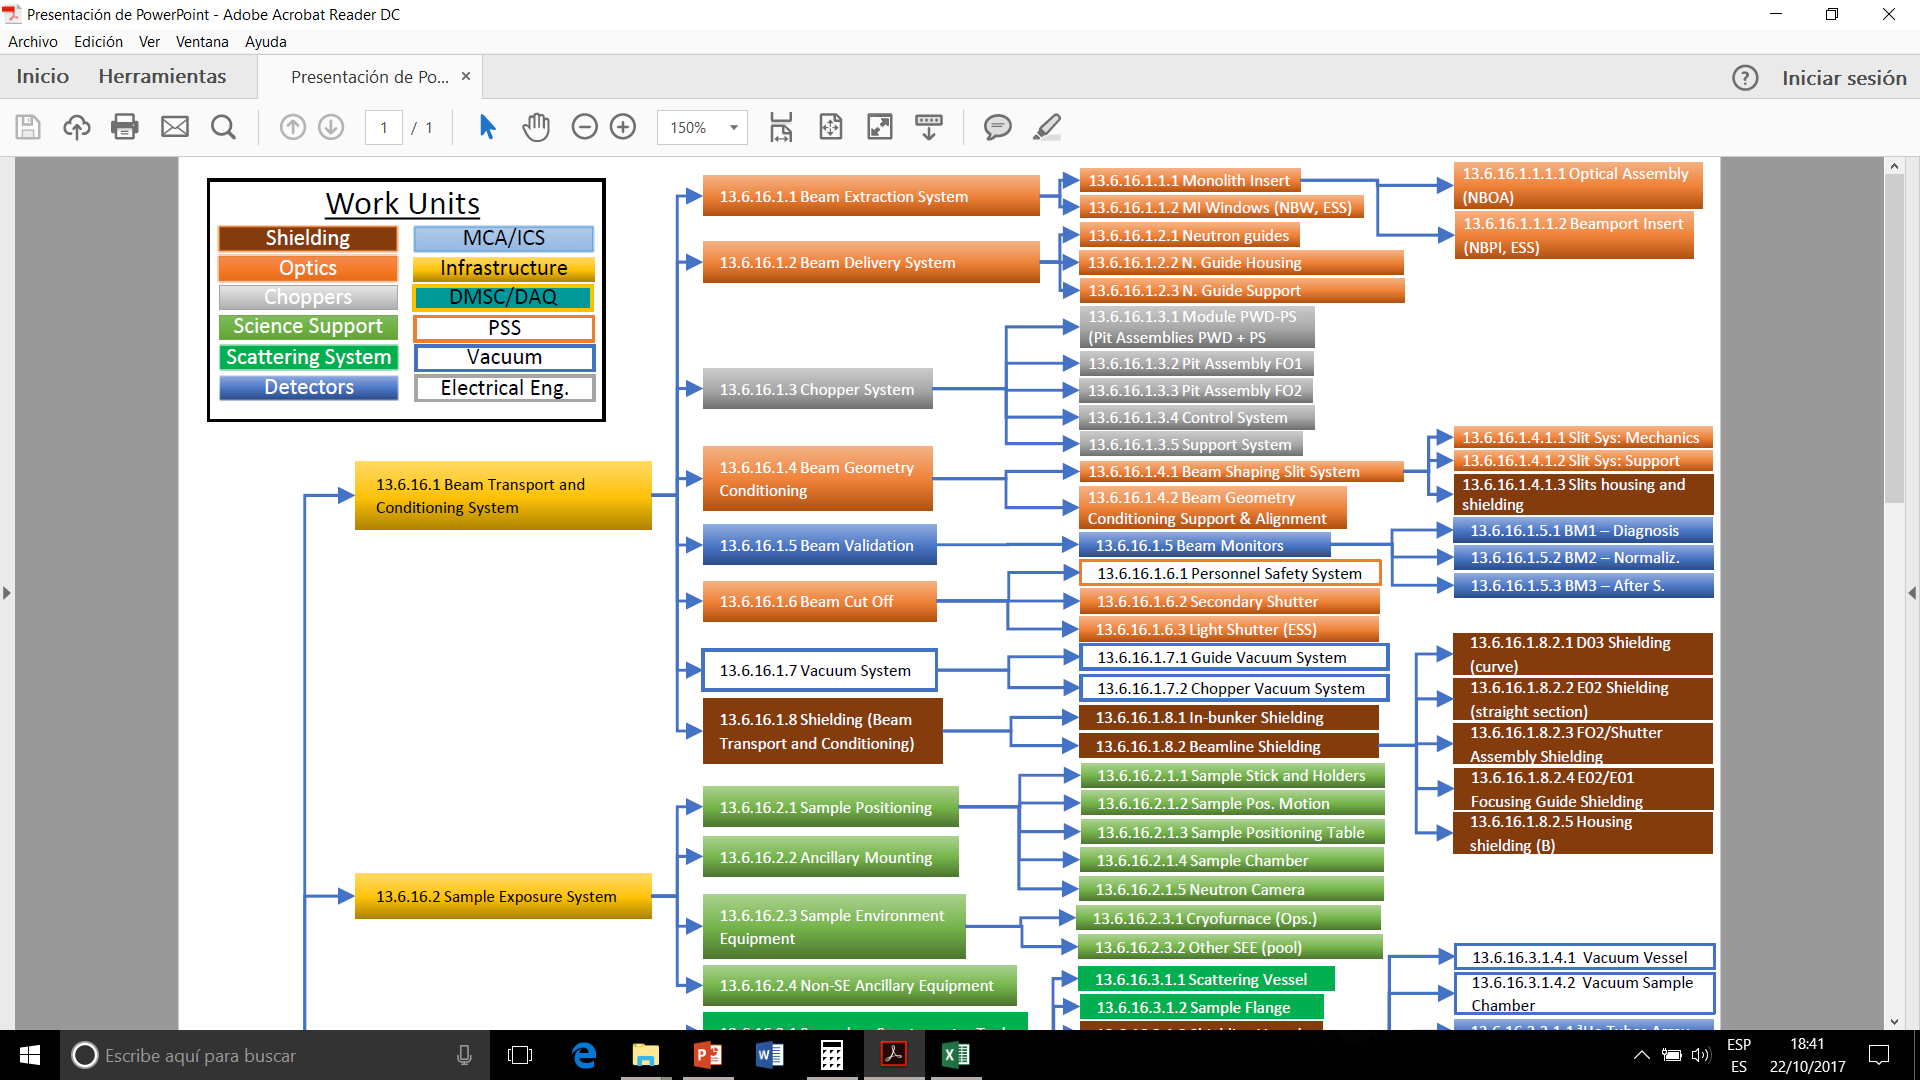 Presentación de PowerPoint - Adobe Acrobat Reader DC
Archivo Edición Ver Ventana Ayuda
Inicio Herramientas Presentación de Po... × ? Iniciar sesión
1 / 1 150%
Work Units
Shielding MCA/ICS
Optics Infrastructure
Choppers DMSC/DAQ
Science Support PSS
Scattering System Vacuum
Detectors Electrical Eng.
13.6.16.1 Beam Transport and
Conditioning System
13.6.16.2 Sample Exposure System
13.6.16.1.1 Beam Extraction System
13.6.16.1.2 Beam Delivery System
13.6.16.1.3 Chopper System
13.6.16.1.4 Beam Geometry
Conditioning
13.6.16.1.5 Beam Validation
13.6.16.1.6 Beam Cut Off
13.6.16.1.7 Vacuum System
13.6.16.1.8 Shielding (Beam
Transport and Conditioning)
13.6.16.2.1 Sample Positioning
13.6.16.2.2 Ancillary Mounting
13.6.16.2.3 Sample Environment
Equipment
13.6.16.2.4 Non-SE Ancillary Equipment
13.6.16.1.1.1 Monolith Insert
13.6.16.1.1.2 MI Windows (NBW, ESS)
13.6.16.1.2.1 Neutron guides
13.6.16.1.2.2 N. Guide Housing
13.6.16.1.2.3 N. Guide Support
13.6.16.1.3.1 Module PWD-PS
(Pit Assemblies PWD + PS
13.6.16.1.3.2 Pit Assembly FO1
13.6.16.1.3.3 Pit Assembly FO2
13.6.16.1.3.4 Control System
13.6.16.1.3.5 Support System
13.6.16.1.4.1 Beam Shaping Slit System
13.6.16.1.4.2 Beam Geometry
Conditioning Support & Alignment
13.6.16.1.5 Beam Monitors
13.6.16.1.6.1 Personnel Safety System
13.6.16.1.6.2 Secondary Shutter
13.6.16.1.6.3 Light Shutter (ESS)
13.6.16.1.7.1 Guide Vacuum System
13.6.16.1.7.2 Chopper Vacuum System
13.6.16.1.8.1 In-bunker Shielding
13.6.16.1.8.2 Beamline Shielding
13.6.16.2.1.1 Sample Stick and Holders
13.6.16.2.1.2 Sample Pos. Motion
13.6.16.2.1.3 Sample Positioning Table
13.6.16.2.1.4 Sample Chamber
13.6.16.2.1.5 Neutron Camera
13.6.16.2.3.1 Cryofurnace (Ops.)
13.6.16.2.3.2 Other SEE (pool)
13.6.16.3.1.1 Scattering Vessel
13.6.16.3.1.2 Sample Flange
13.6.16.1.1.1.1 Optical Assembly
(NBOA)
13.6.16.1.1.1.2 Beamport Insert
(NBPI, ESS)
13.6.16.1.4.1.1 Slit Sys: Mechanics
13.6.16.1.4.1.2 Slit Sys: Support
13.6.16.1.4.1.3 Slits housing and
shielding
13.6.16.1.5.1 BM1 – Diagnosis
13.6.16.1.5.2 BM2 – Normaliz.
13.6.16.1.5.3 BM3 – After S.
13.6.16.1.8.2.1 D03 Shielding
(curve)
13.6.16.1.8.2.2 E02 Shielding
(straight section)
13.6.16.1.8.2.3 FO2/Shutter
Assembly Shielding
13.6.16.1.8.2.4 E02/E01
Focusing Guide Shielding
13.6.16.1.8.2.5 Housing
shielding (B)
13.6.16.3.1.4.1 Vacuum Vessel
13.6.16.3.1.4.2 Vacuum Sample
Chamber
Escribe aquí para buscar
ESP
ES
18:41
22/10/2017